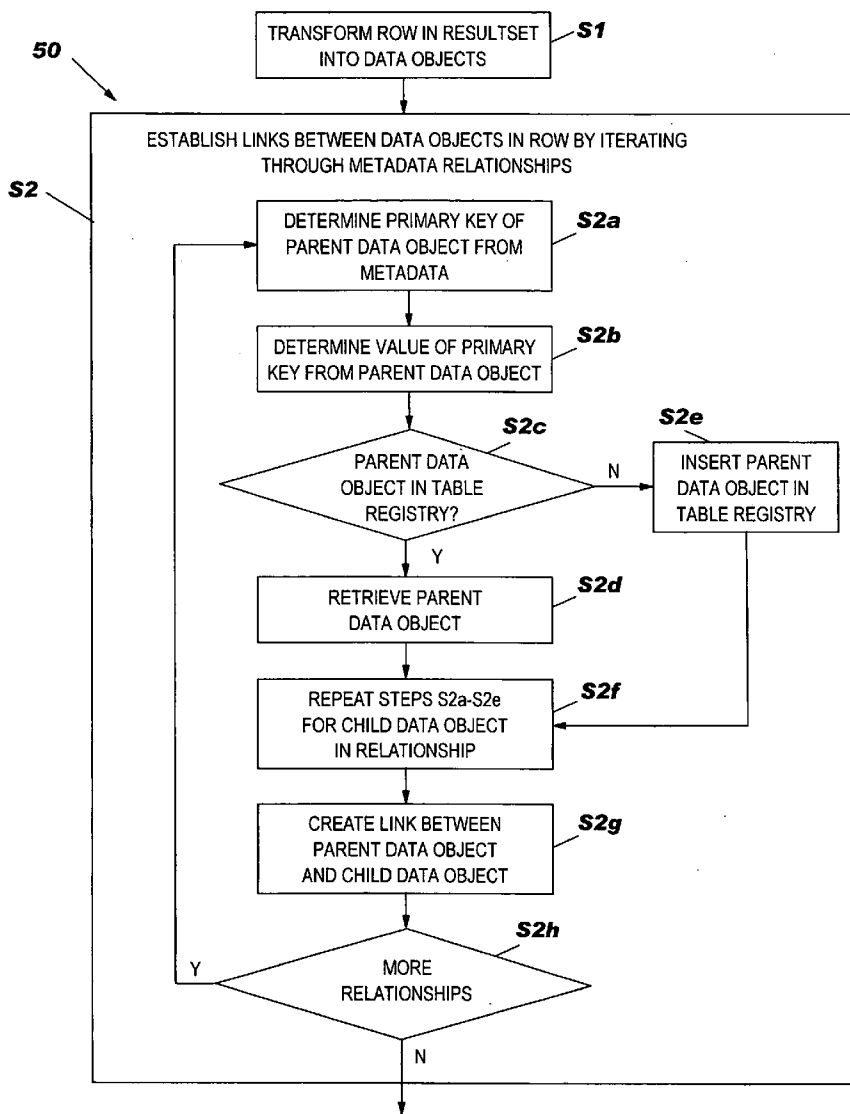 TRANSFORM ROW IN RESULTSET
INTO DATA OBJECTS
S1
50
ESTABLISH LINKS BETWEEN DATA OBJECTS IN ROW BY ITERATING
THROUGH METADATA RELATIONSHIPS
S2
DETERMINE PRIMARY KEY OF
PARENT DATA OBJECT FROM
METADATA
S2a
DETERMINE VALUE OF PRIMARY
KEY FROM PARENT DATA OBJECT
S2b
PARENT DATA
OBJECT IN TABLE
REGISTRY?
S2c
N
Y
INSERT PARENT
DATA OBJECT IN
TABLE REGISTRY
S2e
RETRIEVE PARENT
DATA OBJECT
S2d
REPEAT STEPS S2a-S2e
FOR CHILD DATA OBJECT
IN RELATIONSHIP
S2f
CREATE LINK BETWEEN
PARENT DATA OBJECT
AND CHILD DATA OBJECT
S2g
MORE
RELATIONSHIPS
S2h
Y
N